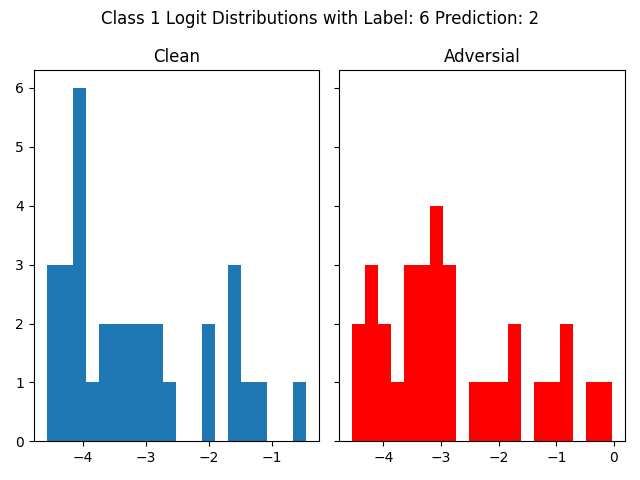 Class 1 Logit Distributions with Label: 6 Prediction: 2
Clean
Adversial
6
5
4
3
2
1
0
−4 −3 −2 −1
−4 −3 −2 −1 0